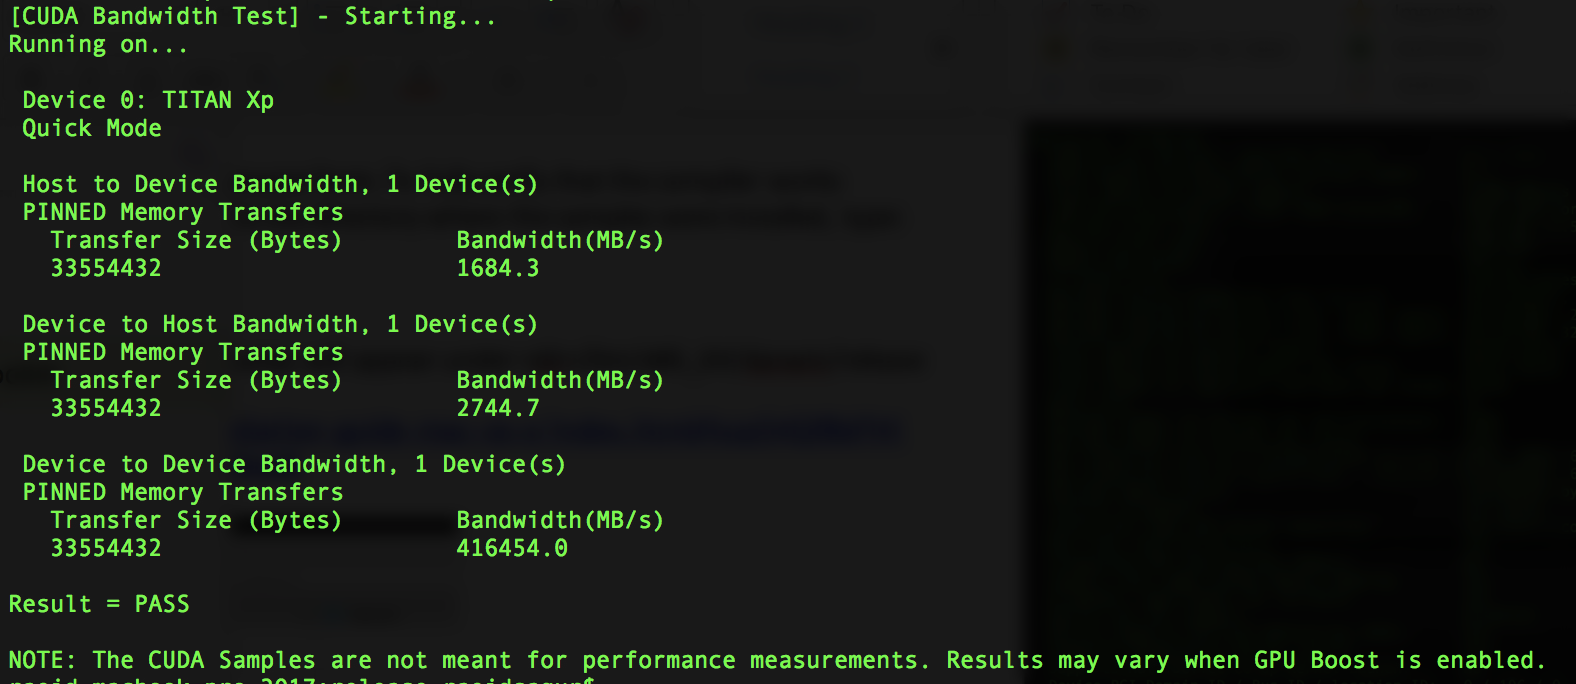 [CUDA Bandwidth Test] - Starting...
Running on...
Device 0: TITAN Xp
Quick Mode
Host to Device Bandwidth, 1 Device(s)
PINNED Memory Transfers
Transfer Size (Bytes) Bandwidth(MB/s)
33554432 1684.3
Device to Host Bandwidth, 1 Device(s)
PINNED Memory Transfers
Transfer Size (Bytes) Bandwidth(MB/s)
33554432 2744.7
Device to Device Bandwidth, 1 Device(s)
PINNED Memory Transfers
Transfer Size (Bytes) Bandwidth(MB/s)
33554432 416454.0
Result = PASS
NOTE: The CUDA Samples are not meant for performance measurements. Results may vary when GPU Boost is enabled.